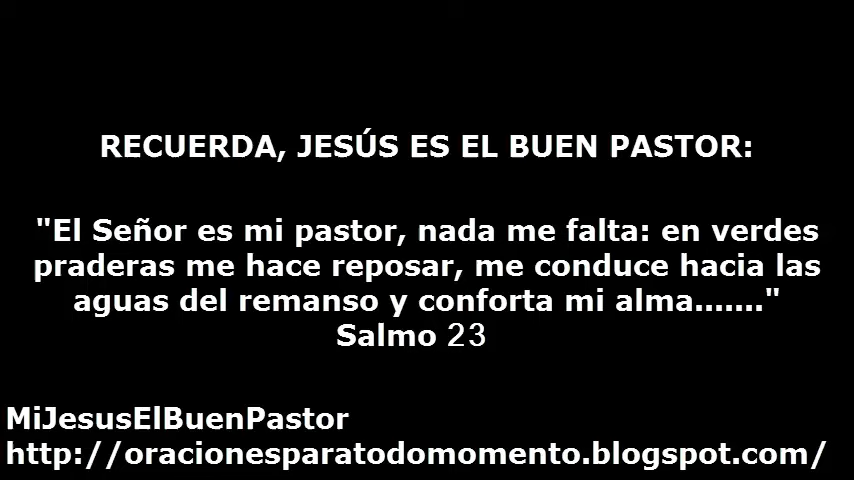 RECUERDA, JESÚS ES EL BUEN PASTOR:
"El Señor es mi pastor, nada me falta: en verdes
praderas me hace reposar, me conduce hacia las
aguas del remanso y conforta mi alma......."
Salmo 23
MiJesusElBuenPastor
http://oracionesparatodomomento.blogspot.com/